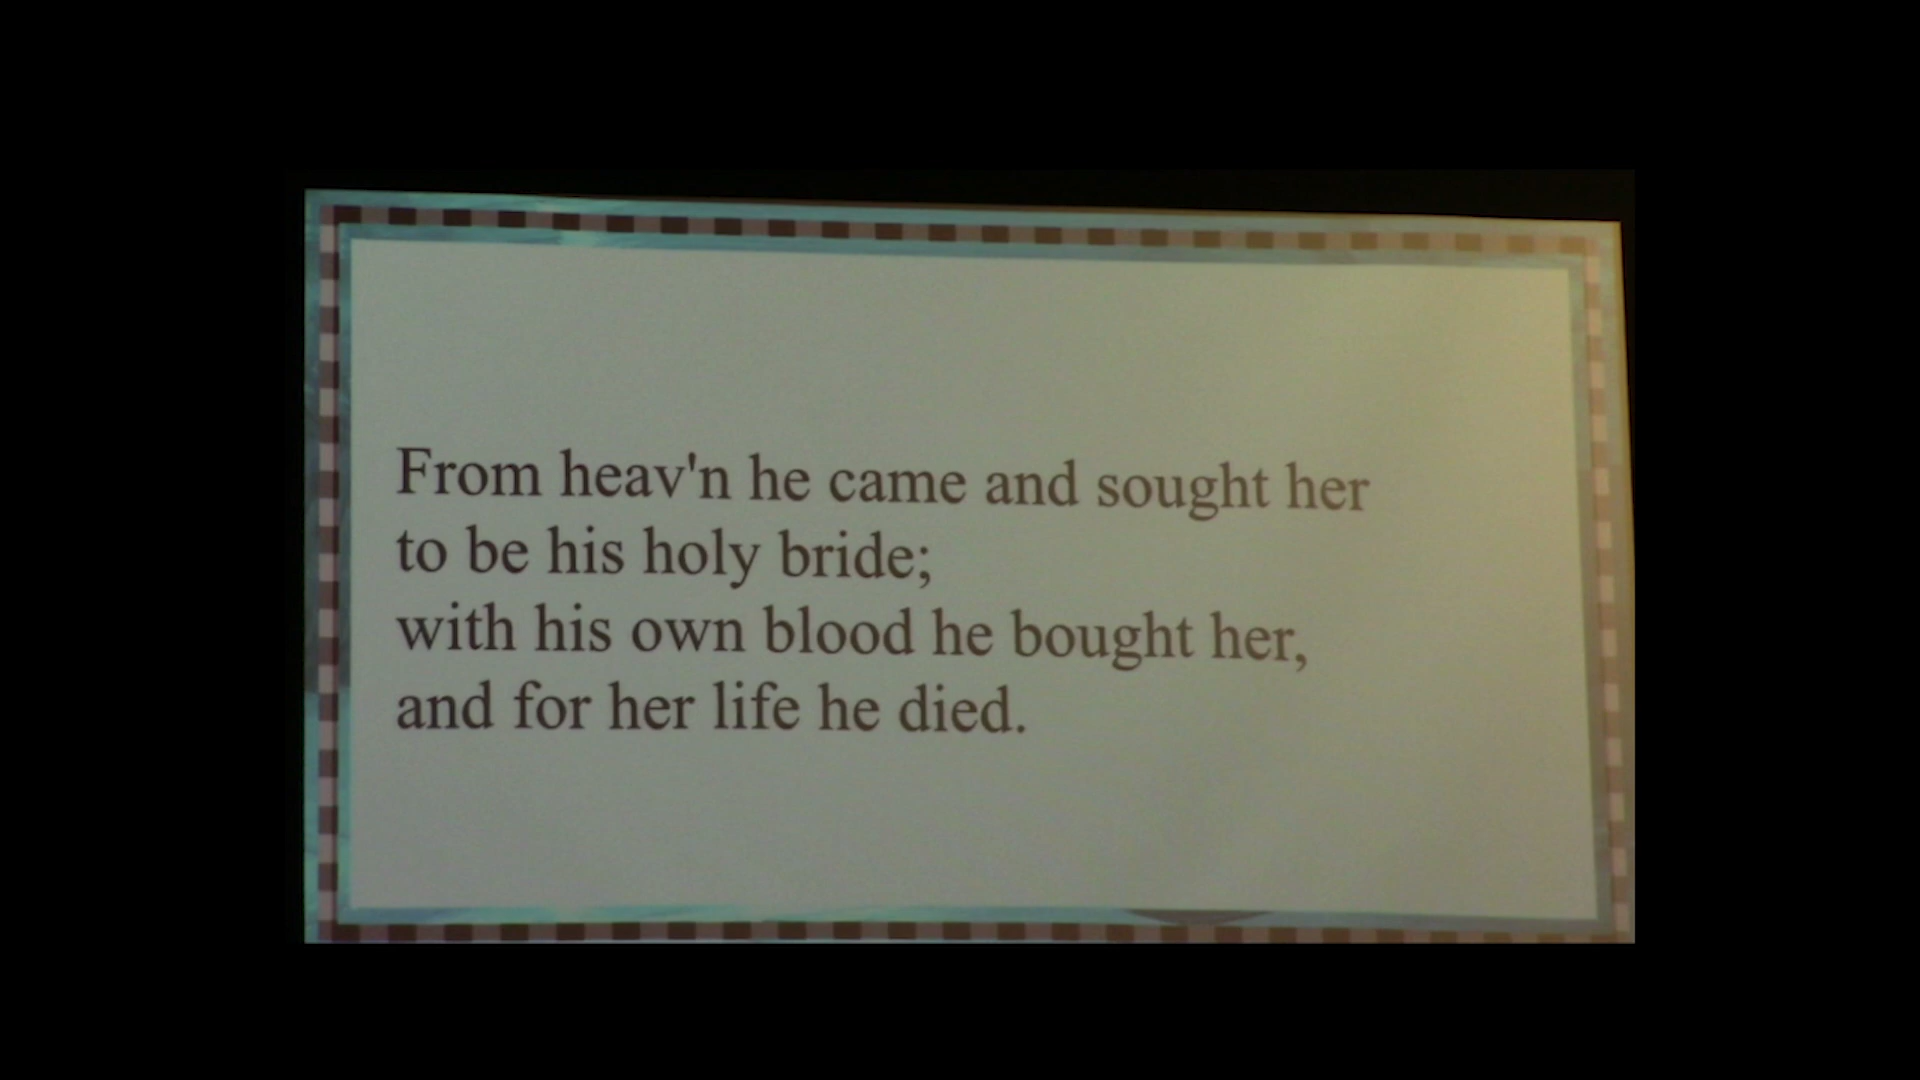 From heav'n he came and sought her
to be his holy bride;
with his own blood he bought her,
and for her life he died.